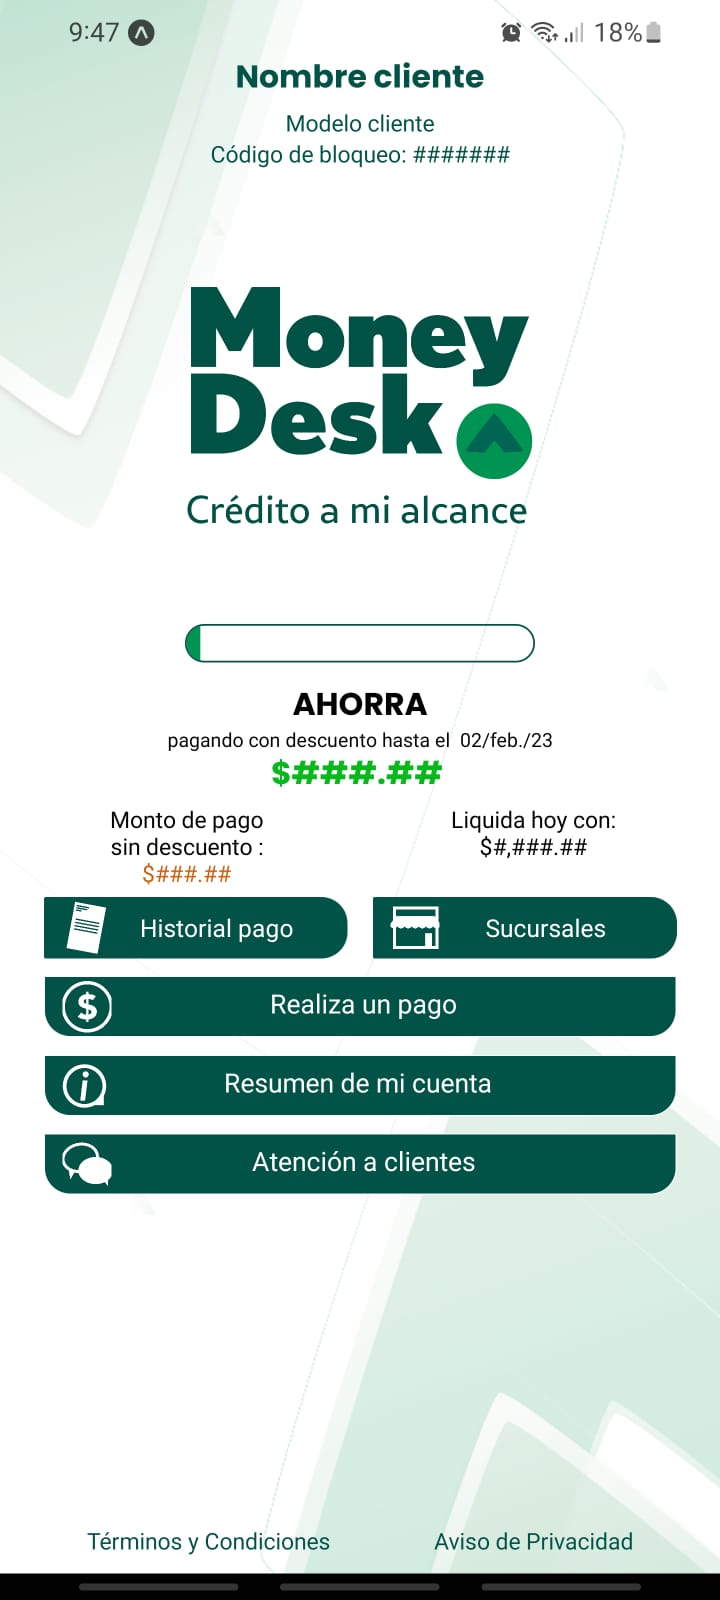 9:47
18%
Nombre cliente
Modelo cliente
Código de bloqueo: #######
Money
Desk
Crédito a mi alcance
AHORRA
pagando con descuento hasta el 02/feb./23
$###.##
Monto de pago
sin descuento :
$###.##
Liquida hoy con:
$#,###.##
Historial pago
Sucursales
Realiza un pago
Resumen de mi cuenta
Atención a clientes
Términos y Condiciones
Aviso de Privacidad